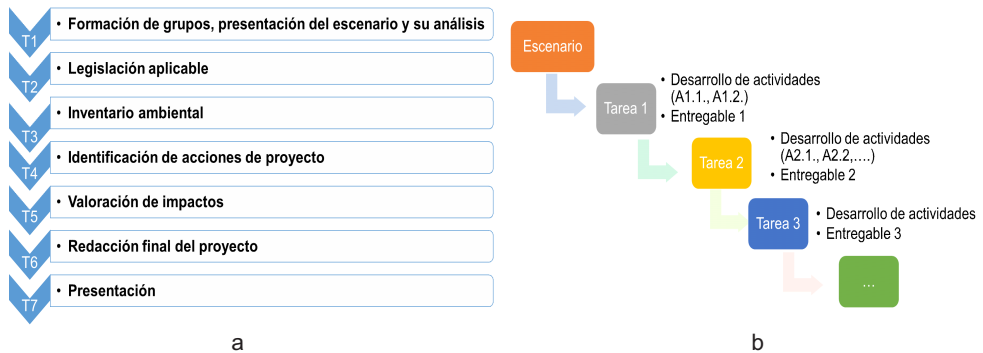 T1
• Formación de grupos, presentación del escenario y su análisis
T2
• Legislación aplicable
T3
• Inventario ambiental
T4
• Identificación de acciones de proyecto
T5
• Valoración de impactos
T6
• Redacción final del proyecto
T7
• Presentación
a
Escenario
Tarea 1
• Desarrollo de actividades
(A1.1., A1.2.)
• Entregable 1
Tarea 2
• Desarrollo de actividades
(A2.1., A2.2,....)
• Entregable 2
Tarea 3
• Desarrollo de actividades
• Entregable 3
...
b